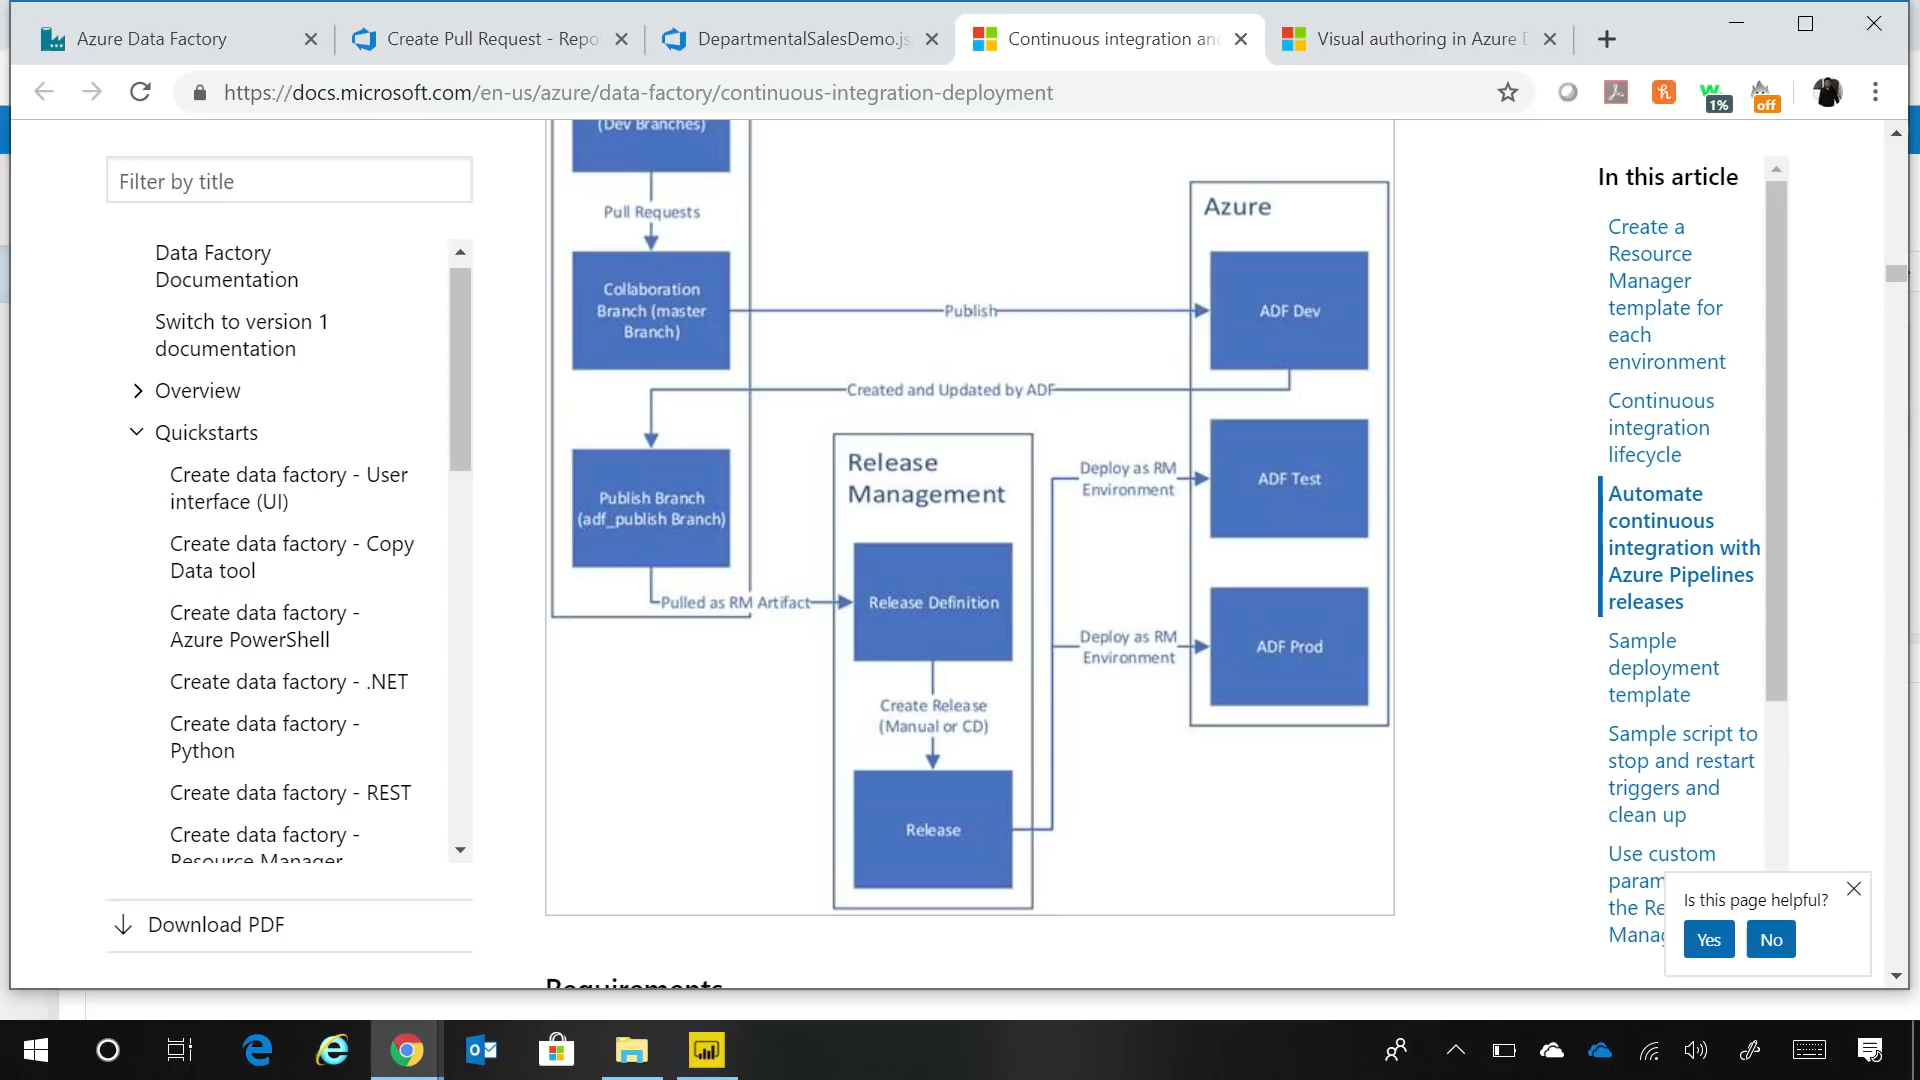 Azure Data Factory
Create Pull Request - Repo
DepartmentalSalesDemo.js
Continuous integration and
Visual authoring in Azure D
https://docs.microsoft.com/en-us/azure/data-factory/continuous-integration-deployment
1%
off
Filter by title
Data Factory
Documentation
Switch to version 1
documentation
Overview
Quickstarts
Create data factory - User
interface (UI)
Create data factory - Copy
Data tool
Create data factory -
Azure PowerShell
Create data factory - .NET
Create data factory -
Python
Create data factory - REST
Create data factory -
Resource Manager
Download PDF
(Dev Branches)
Pull Requests
Collaboration
Branch (master
Branch)
Publish
Azure
ADF Dev
Created and Updated by ADF
Publish Branch
(adf_publish Branch)
Pulled as RM Artifact
Release
Management
Release Definition
Create Release
(Manual or CD)
Release
Deploy as RM
Environment
ADF Test
Deploy as RM
Environment
ADF Prod
Requirements
In this article
Create a
Resource
Manager
template for
each
environment
Continuous
integration
lifecycle
Automate
continuous
integration with
Azure Pipelines
releases
Sample
deployment
template
Sample script to
stop and restart
triggers and
clean up
Use custom
param
the Re
Manag
Is this page helpful?
Yes
No